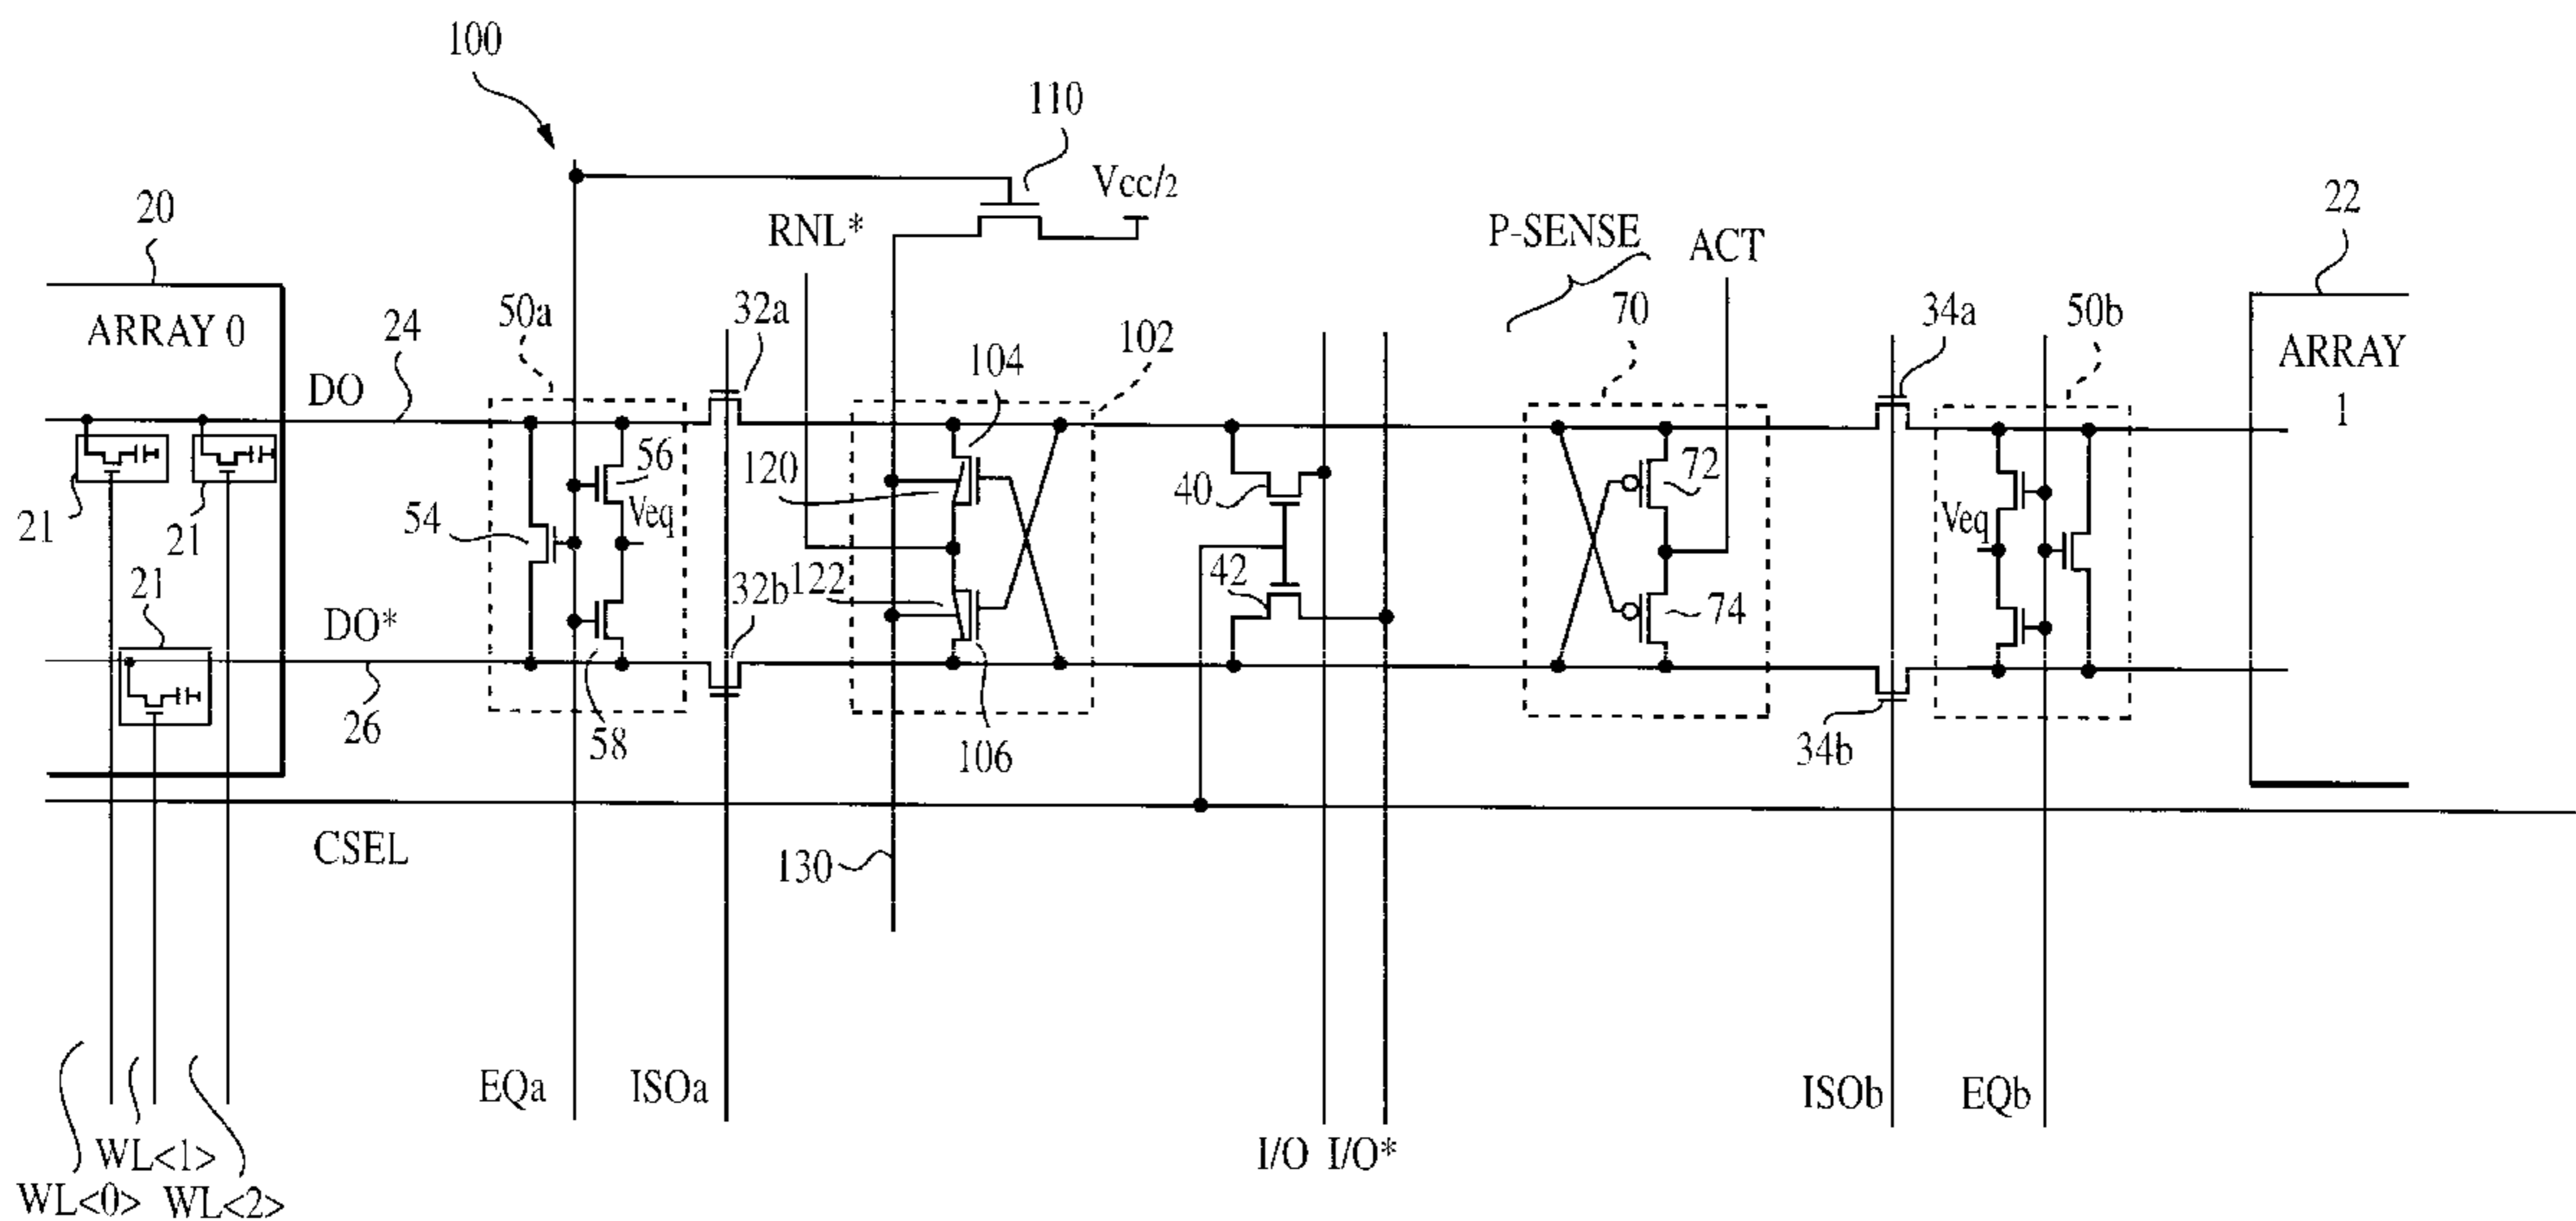 100
110
Vcc/2
20
RNL*
P-SENSE
ACT
22
ARRAY 0
24
50a
32a
104
102
70
34a
50b
ARRAY
1
DO
56
120
40
72
Veq
Veq
21
21
54
21
32b
122
42
74
DO*
26
58
106
34b
CSEL
130
EQa
ISOa
ISOb
EQb
I/O
I/O*
WL<1>
WL<0>
WL<2>